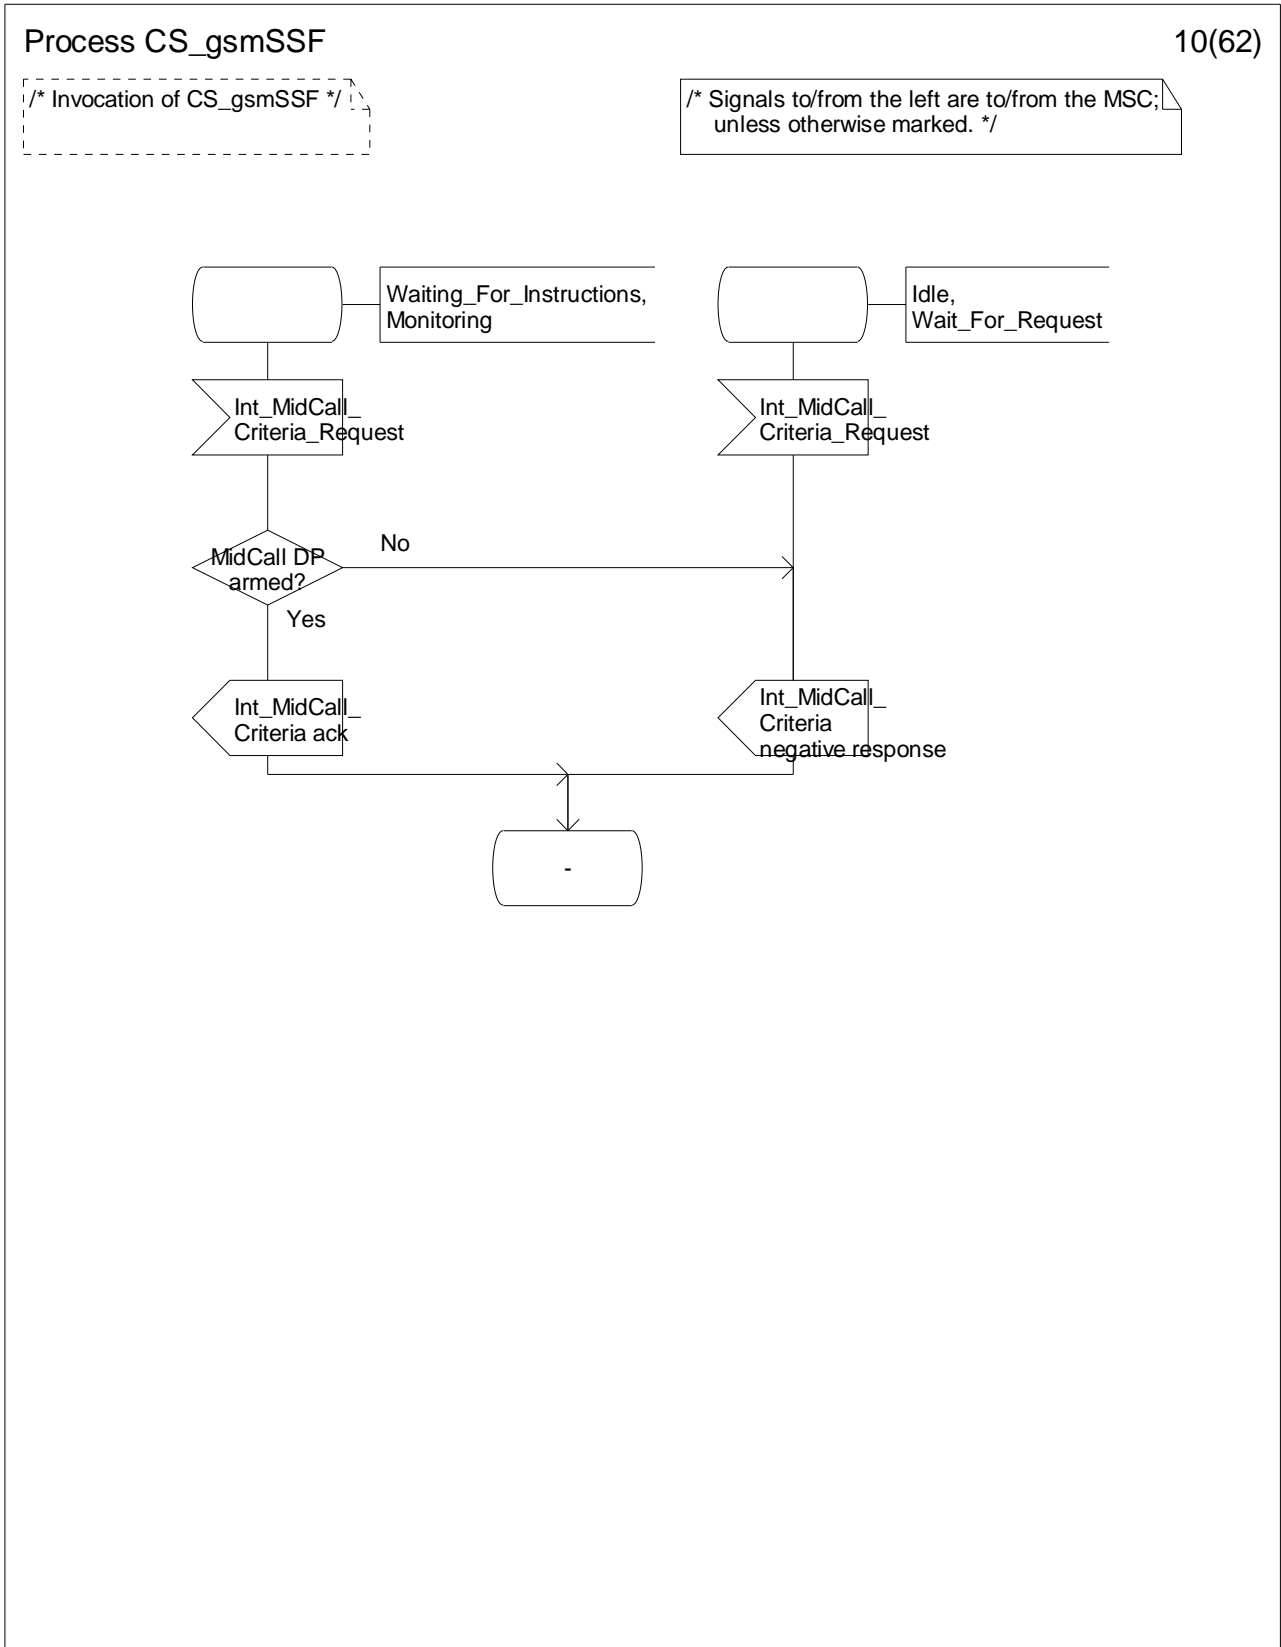 Process CS_gsmSSF
10(62)
/* Invocation of CS_gsmSSF */
/* Signals to/from the left are to/from the MSC;
unless otherwise marked. */
Waiting_For_Instructions,
Monitoring
Idle,
Wait_For_Request
Int_MidCall_
Criteria_Request
Int_MidCall_
Criteria_Request
MidCall DP
armed?
No
Yes
Int_MidCall_
Criteria ack
Int_MidCall_
Criteria
negative response
-